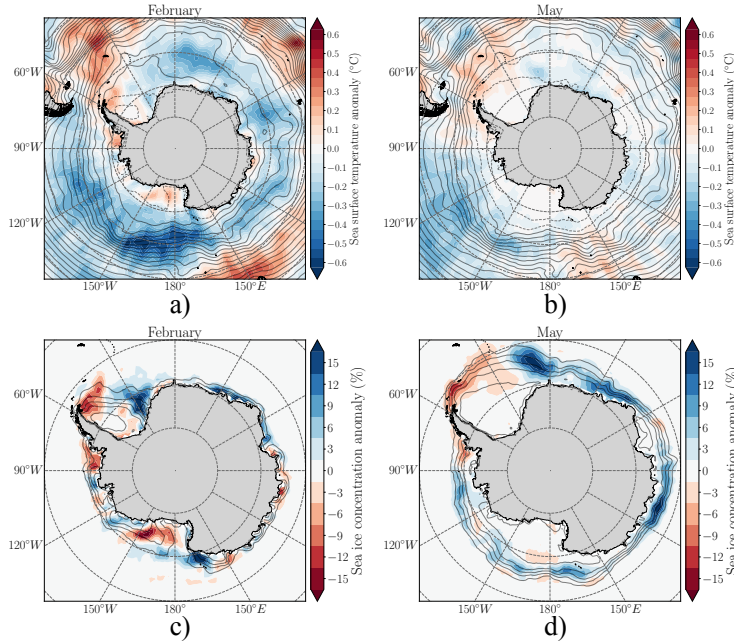 February
May
60°W
90°W
120°W
150°W
180°
150°E
0.6
0.5
0.4
0.3
0.2
0.1
0.0
−0.1
−0.2
−0.3
−0.4
−0.5
−0.6
Sea surface temperature anomaly (°C)
60°W
90°W
120°W
150°W
180°
150°E
0.6
0.5
0.4
0.3
0.2
0.1
0.0
−0.1
−0.2
−0.3
−0.4
−0.5
−0.6
Sea surface temperature anomaly (°C)
a)
b)
February
May
60°W
90°W
120°W
150°W
180°
150°E
15
12
9
6
3
0
−3
−6
−9
−12
−15
Sea ice concentration anomaly (%)
60°W
90°W
120°W
150°W
180°
150°E
15
12
9
6
3
0
−3
−6
−9
−12
−15
Sea ice concentration anomaly (%)
c)
d)